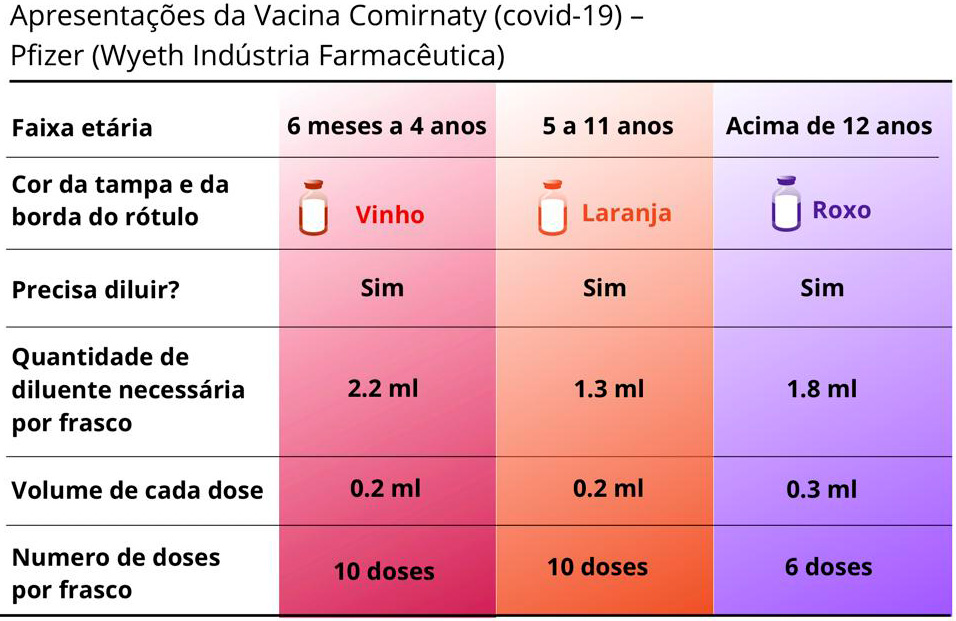 Apresentações da Vacina Comirnaty (covid-19) –
Pfizer (Wyeth Indústria Farmacêutica)
Faixa etária 6 meses a 4 anos 5 a 11 anos Acima de 12 anos
Cor da tampa e da
borda do rótulo Vinho Laranja Roxo
Precisa diluir? Sim Sim Sim
Quantidade de
diluente necessária 2.2 ml 1.3 ml 1.8 ml
por frasco
Volume de cada dose 0.2 ml 0.2 ml 0.3 ml
Numero de doses
por frasco 10 doses 10 doses 6 doses